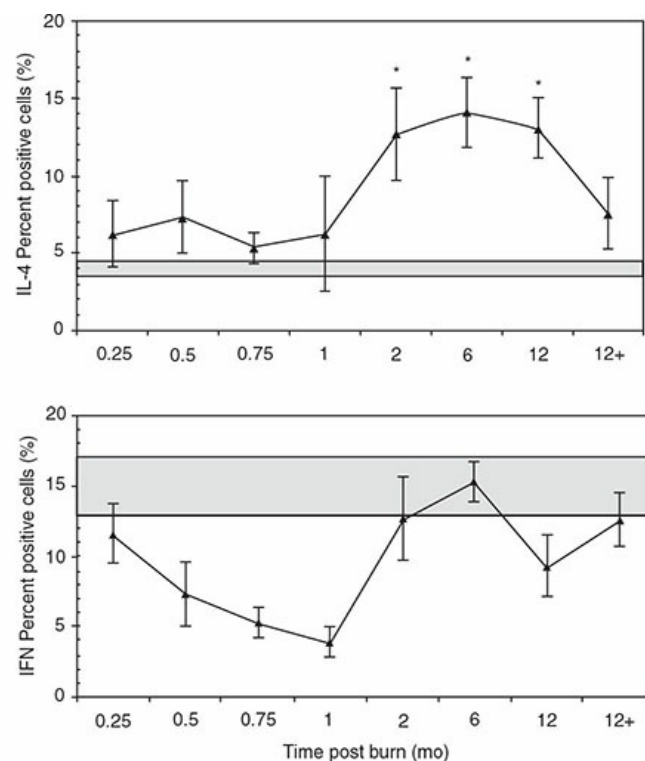 IL-4 Percent positive cells (%)
20
15
10
5
0
* * *
0.25 0.5 0.75 1 2 6 12 12+
IFN Percent positive cells (%)
20
15
10
5
0
0.25 0.5 0.75 1 2 6 12 12+
Time post burn (mo)